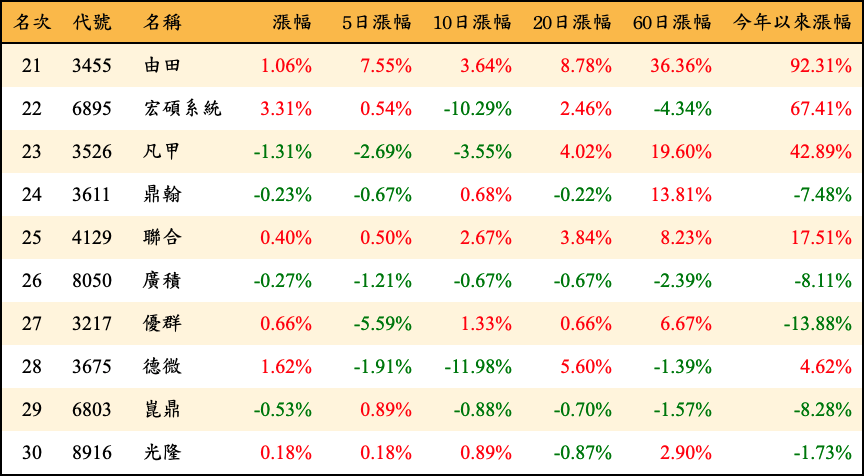 名次 代號 名稱 漲幅 5日漲幅 10日漲幅 20日漲幅 60日漲幅 今年以來漲幅
21 3455 由田 1.06% 7.55% 3.64% 8.78% 36.36% 92.31%
22 6895 宏碩系統 3.31% 0.54% -10.29% 2.46% -4.34% 67.41%
23 3526 凡甲 -1.31% -2.69% -3.55% 4.02% 19.60% 42.89%
24 3611 鼎翰 -0.23% -0.67% 0.68% -0.22% 13.81% -7.48%
25 4129 聯合 0.40% 0.50% 2.67% 3.84% 8.23% 17.51%
26 8050 廣積 -0.27% -1.21% -0.67% -0.67% -2.39% -8.11%
27 3217 優群 0.66% -5.59% 1.33% 0.66% 6.67% -13.88%
28 3675 德微 1.62% -1.91% -11.98% 5.60% -1.39% 4.62%
29 6803 崑鼎 -0.53% 0.89% -0.88% -0.70% -1.57% -8.28%
30 8916 光隆 0.18% 0.18% 0.89% -0.87% 2.90% -1.73%